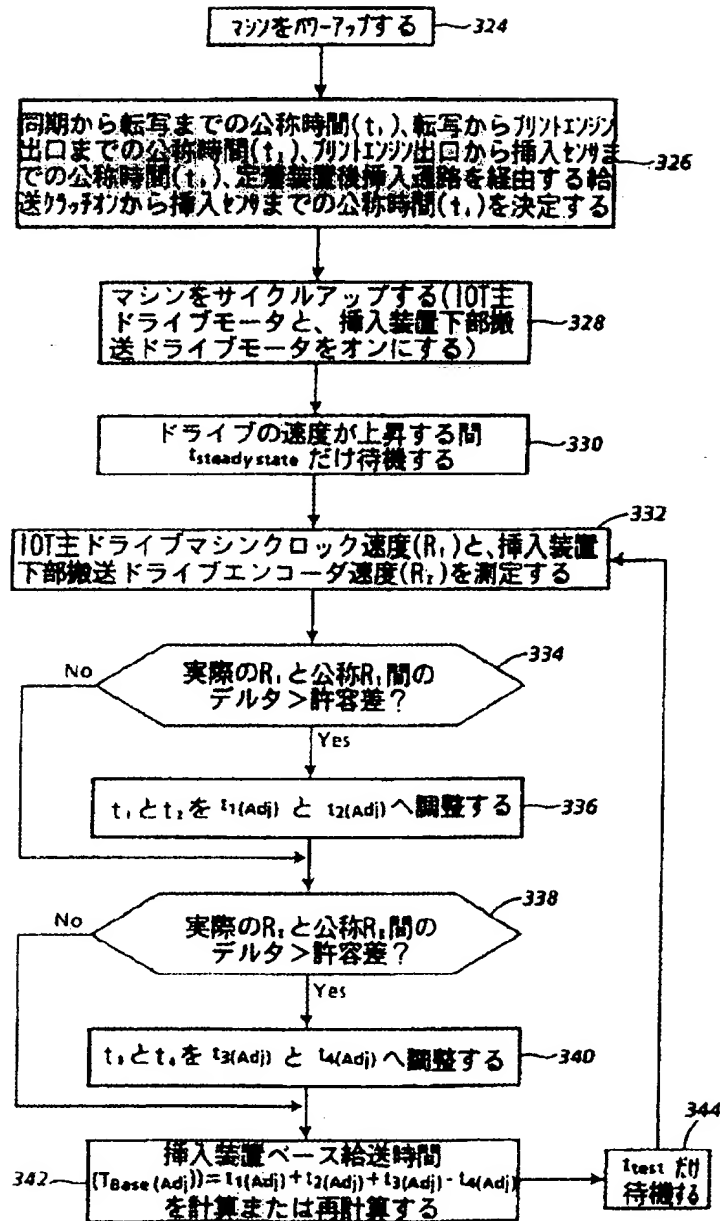 マシンをパワーアップする
324
同期から転写までの公称時間(t₁)、転写からプリントエンジン
出口までの公称時間(t₂)、プリントエンジン出口から挿入センサま
での公称時間(t₃)、定着装置後挿入通路を経由する給
送クラッチオンから挿入センサまでの公称時間(t₄)を決定する
326
マシンをサイクルアップする(IOT主
ドライブモータと、挿入装置下部搬
送ドライブモータをオンにする)
328
ドライブの速度が上昇する間
tsteady state だけ待機する
330
332
IOT主ドライブマシンクロック速度(R₁)と、挿入装置
下部搬送ドライブエンコーダ速度(R₂)を測定する
334
No
実際のR₁と公称R₁間の
デルタ>許容差?
Yes
t₁とt₂を t1(Adj) と t2(Adj)へ調整する
336
338
No
実際のR₂と公称R₂間の
デルタ>許容差?
Yes
t₃とt₄を t3(Adj) と t4(Adj)へ調整する
340
344
挿入装置ベース給送時間
(TBase(Adj))=t1(Adj)+t2(Adj)+t3(Adj)-t4(Adj)
を計算または再計算する
342
ttest だけ
待機する